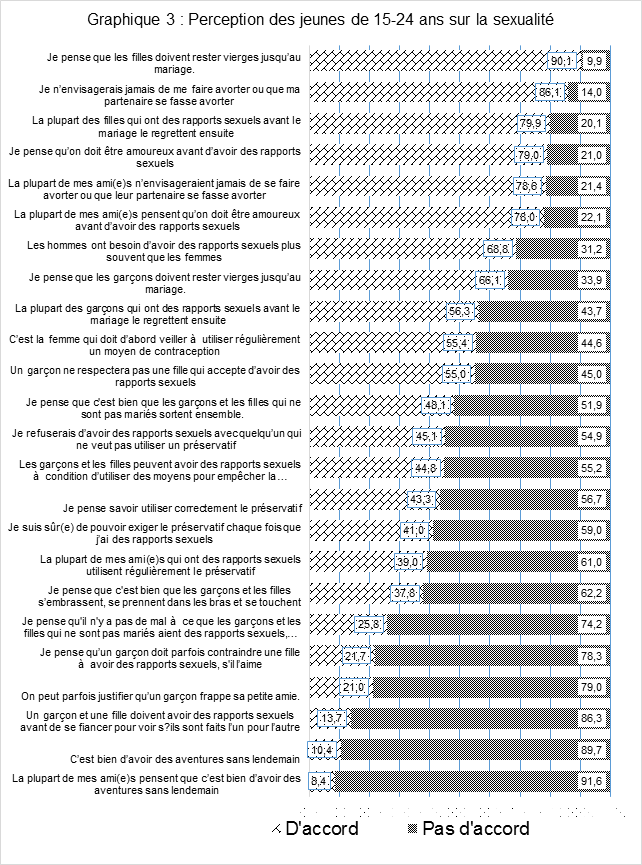 Graphique 3 : Perception des jeunes de 15-24 ans sur la sexualité
Je pense que les filles doivent rester vierges jusqu'au
mariage.
90,1 9,9
Je n'envisagerais jamais de me faire avorter ou que ma
partenaire se fasse avorter
86,1 14,0
La plupart des filles qui ont des rapports sexuels avant le
mariage le regrettent ensuite
79,9 20,1
Je pense qu'on doit être amoureux avant d'avoir des rapports
sexuels
79,0 21,0
La plupart de mes ami(e)s n'envisageraient jamais de se faire
avorter ou que leur partenaire se fasse avorter
78,6 21,4
La plupart de mes ami(e)s pensent qu'on doit être amoureux
avant d'avoir des rapports sexuels
78,0 22,1
Les hommes ont besoin d'avoir des rapports sexuels plus
souvent que les femmes
68,8 31,2
Je pense que les garçons doivent rester vierges jusqu'au
mariage.
66,1 33,9
La plupart des garçons qui ont des rapports sexuels avant le
mariage le regrettent ensuite
56,3 43,7
C'est la femme qui doit d'abord veiller à utiliser régulièrement
un moyen de contraception
55,4 44,6
Un garçon ne respectera pas une fille qui accepte d'avoir des
rapports sexuels
55,0 45,0
Je pense que c'est bien que les garçons et les filles qui ne
sont pas mariés sortent ensemble.
48,1 51,9
Je refuserais d'avoir des rapports sexuels avec quelqu'un qui
ne veut pas utiliser un préservatif
45,1 54,9
Les garçons et les filles peuvent avoir des rapports sexuels
à condition d'utiliser des moyens pour empêcher la…
44,8 55,2
Je pense savoir utiliser correctement le préservatif
43,3 56,7
Je suis sûr(e) de pouvoir exiger le préservatif chaque fois que
j'ai des rapports sexuels
41,0 59,0
La plupart de mes ami(e)s qui ont des rapports sexuels
utilisent régulièrement le préservatif
39,0 61,0
Je pense que c'est bien que les garçons et les filles
s'embrassent, se prennent dans les bras et se touchent
37,8 62,2
Je pense qu'il n'y a pas de mal à ce que les garçons et les
filles qui ne sont pas mariés aient des rapports sexuels,…
25,8 74,2
Je pense qu'un garçon doit parfois contraindre une fille
à avoir des rapports sexuels, s'il l'aime
21,7 78,3
On peut parfois justifier qu'un garçon frappe sa petite amie.
21,0 79,0
Un garçon et une fille doivent avoir des rapports sexuels
avant de se fiancer pour voir s?ils sont faits l'un pour l'autre
13,7 86,3
C'est bien d'avoir des aventures sans lendemain
10,4 89,7
La plupart de mes ami(e)s pensent que c'est bien d'avoir des
aventures sans lendemain
8,4 91,6
D'accord Pas d'accord